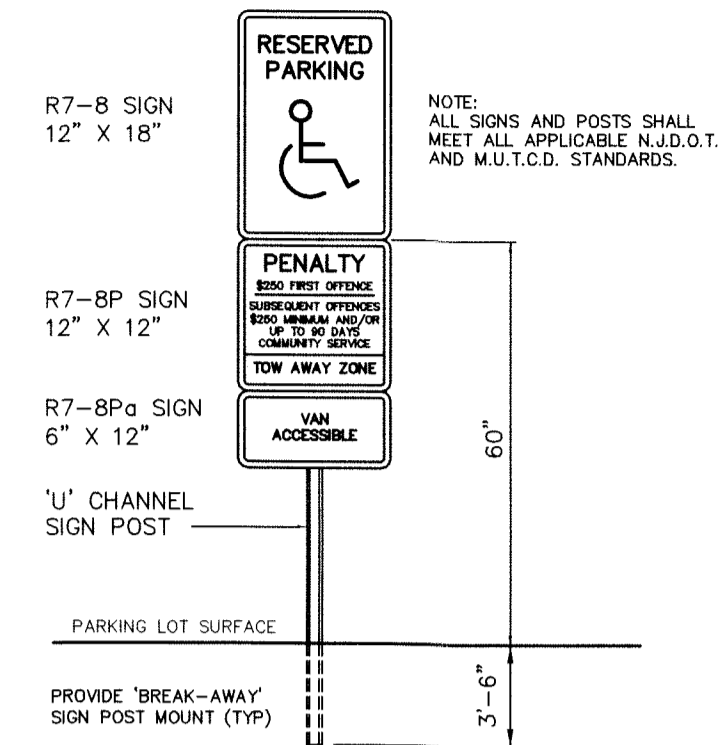 RESERVED
PARKING
R7-8 SIGN
12" X 18"
NOTE:
ALL SIGNS AND POSTS SHALL
MEET ALL APPLICABLE N.J.D.O.T.
AND M.U.T.C.D. STANDARDS.
PENALTY
$250 FIRST OFFENCE
SUBSEQUENT OFFENCES
$250 MINIMUM AND/OR
UP TO 90 DAYS
COMMUNITY SERVICE
TOW AWAY ZONE
R7-8P SIGN
12" X 12"
R7-8Pa SIGN
6" X 12"
VAN
ACCESSIBLE
60"
'U' CHANNEL
SIGN POST
PARKING LOT SURFACE
PROVIDE 'BREAK-AWAY'
SIGN POST MOUNT (TYP)
3'-6"